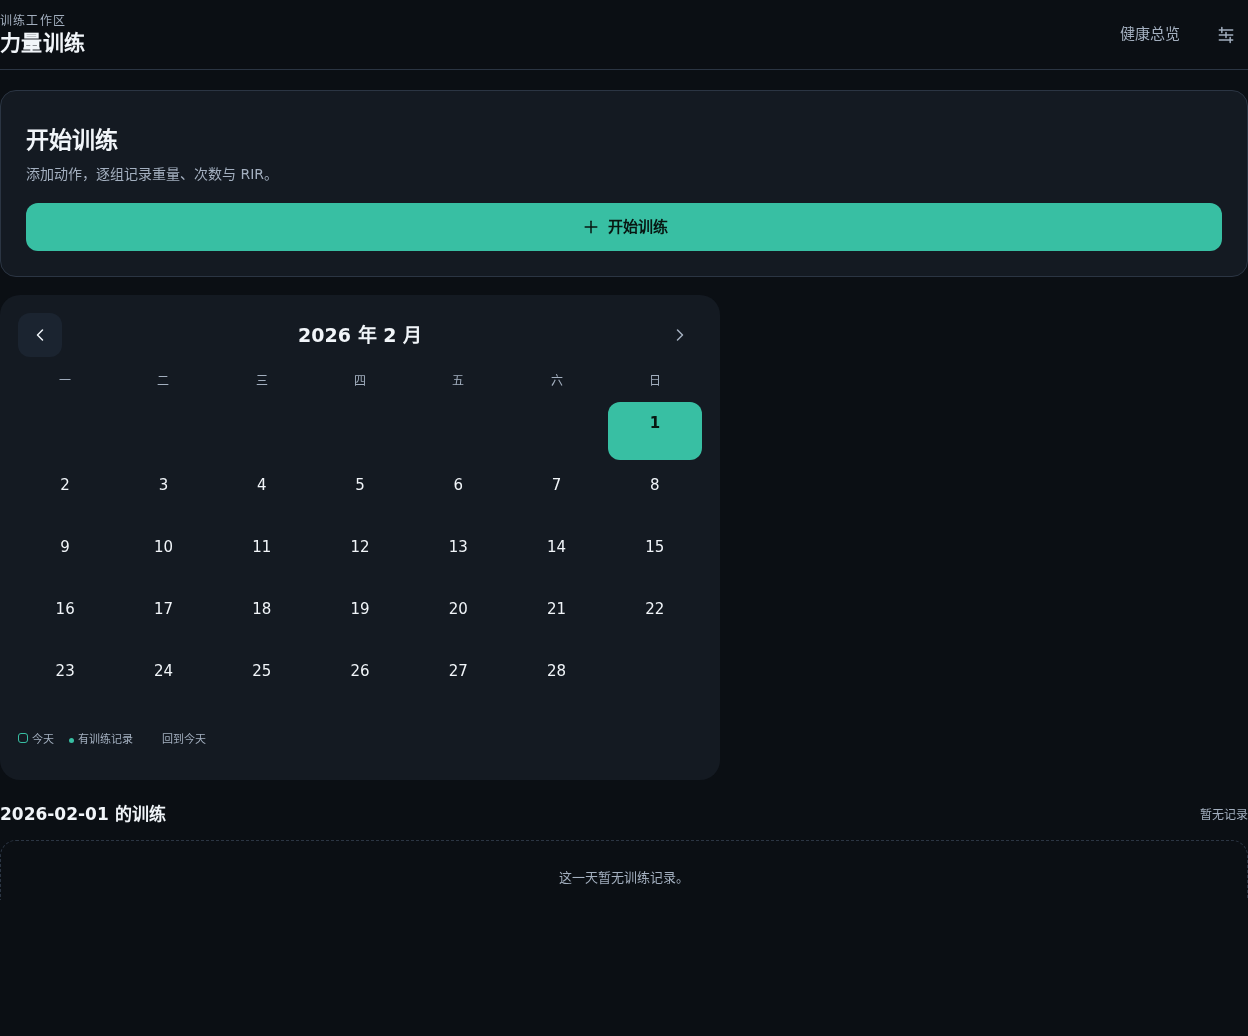 训练工作区
力量训练
健康总览
开始训练
添加动作，逐组记录重量、次数与 RIR。
开始训练
2026 年 2 月
一 二 三 四 五 六 日
1
2 3 4 5 6 7 8
9 10 11 12 13 14 15
16 17 18 19 20 21 22
23 24 25 26 27 28
今天 有训练记录 回到今天
2026-02-01 的训练 暂无记录
这一天暂无训练记录。